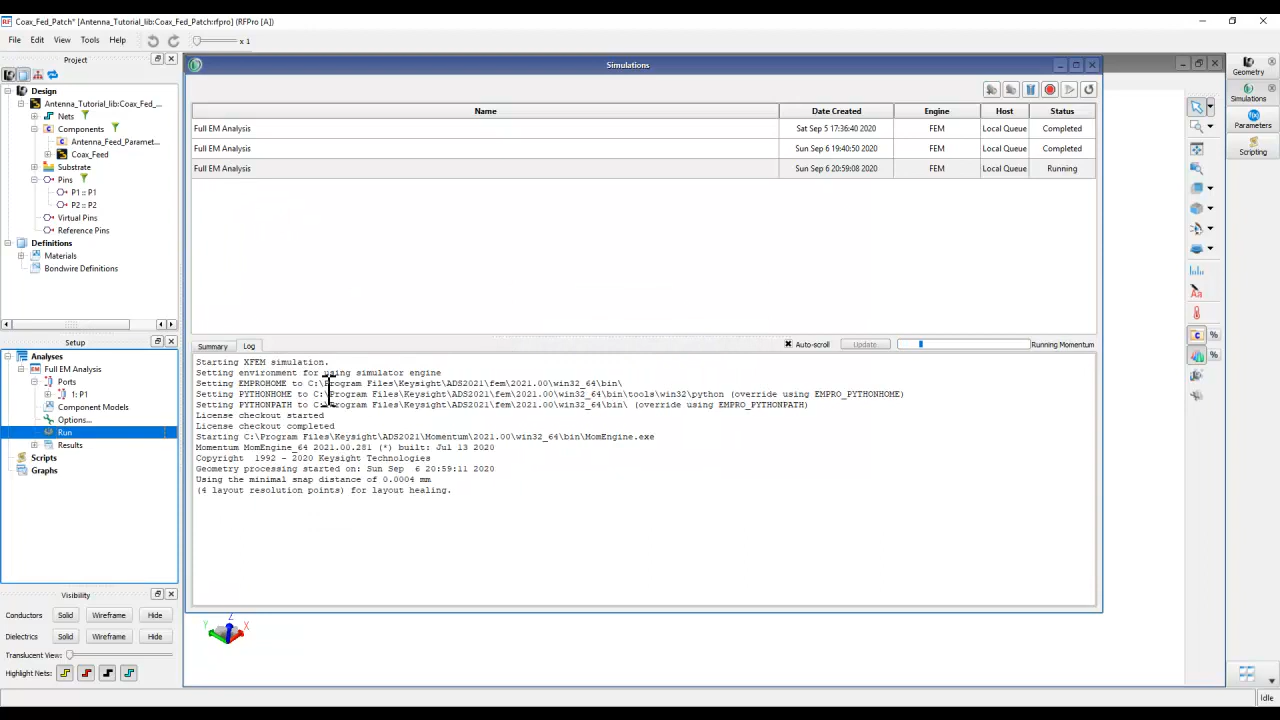 Coax_Fed_Patch* [Antenna_Tutorial_lib:Coax_Fed_Patch:rfpro] (RFPro [A])
File Edit View Tools Help
x 1
Project
Design
Antenna_Tutorial_lib:Coax_Fed_...
Nets
Components
Antenna_Feed_Paramet...
Coax_Feed
Substrate
Pins
P1 :: P1
P2 :: P2
Virtual Pins
Reference Pins
Definitions
Materials
Bondwire Definitions
Setup
Analyses
Full EM Analysis
Ports
1: P1
Component Models
Options...
Run
Results
Scripts
Graphs
Visibility
Conductors Solid Wireframe Hide
Dielectrics Solid Wireframe Hide
Translucent View:
Highlight Nets:
Simulations
Name Date Created Engine Host Status
Full EM Analysis Sat Sep 5 17:36:40 2020 FEM Local Queue Completed
Full EM Analysis Sun Sep 6 19:40:50 2020 FEM Local Queue Completed
Full EM Analysis Sun Sep 6 20:59:08 2020 FEM Local Queue Running
Summary Log
Auto-scroll Update Running Momentum
Starting XFEM simulation.
Setting environment for using simulator engine
Setting EMPROHOME to C:\Program Files\Keysight\ADS2021\fem\2021.00\win32_64\bin\
Setting PYTHONHOME to C:\Program Files\Keysight\ADS2021\fem\2021.00\win32_64\bin\tools\win32\python (override using EMPRO_PYTHONHOME)
Setting PYTHONPATH to C:\Program Files\Keysight\ADS2021\fem\2021.00\win32_64\bin\ (override using EMPRO_PYTHONPATH)
License checkout started
License checkout completed
Starting C:\Program Files\Keysight\ADS2021\Momentum\2021.00\win32_64\bin\MomEngine.exe
Momentum MomEngine_64 2021.00.281 (*) built: Jul 13 2020
Copyright 1992 - 2020 Keysight Technologies
Geometry processing started on: Sun Sep 6 20:59:11 2020
Using the minimal snap distance of 0.0004 mm
(4 layout resolution points) for layout healing.
Z
Y
X
Geometry
Simulations
Parameters
Scripting
Aa
%
%
Idle